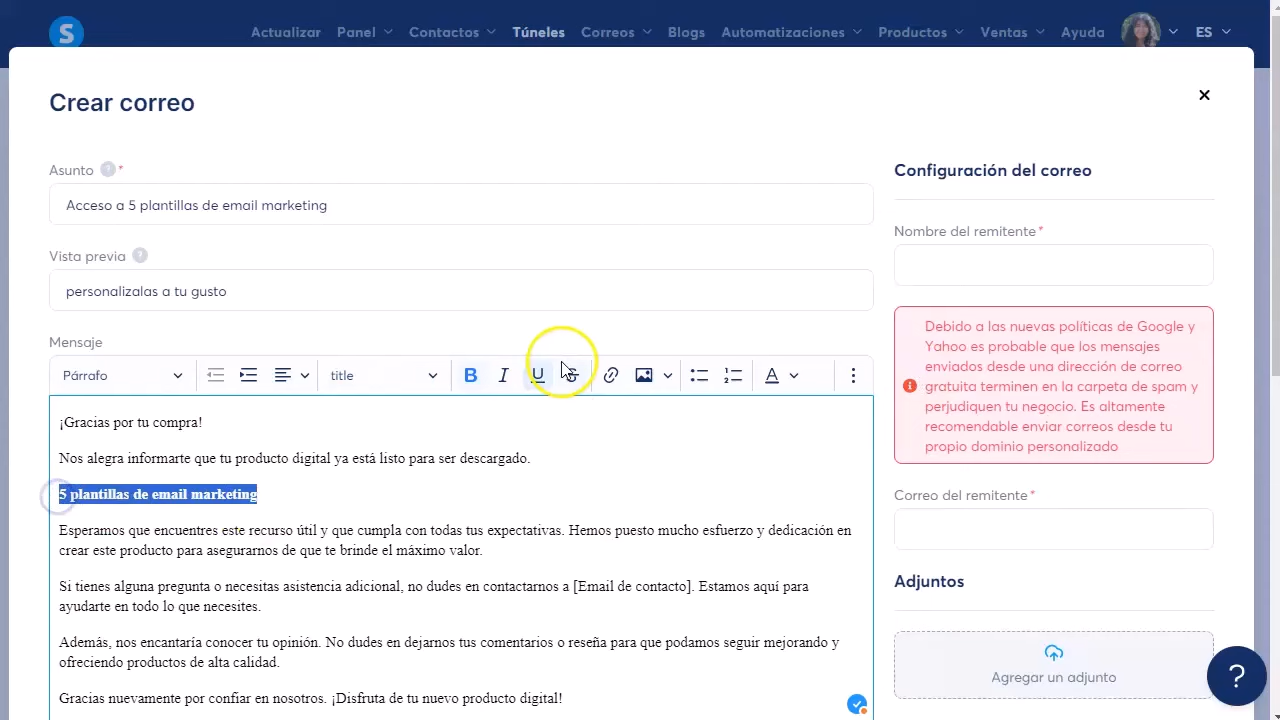 S
Actualizar Panel Contactos Túneles Correos Blogs Automatizaciones Productos Ventas Ayuda ES
Crear correo
Asunto ? *
Acceso a 5 plantillas de email marketing
Vista previa ?
personalizalas a tu gusto
Mensaje
Párrafo title B I U S A
¡Gracias por tu compra!
Nos alegra informarte que tu producto digital ya está listo para ser descargado.
5 plantillas de email marketing
Esperamos que encuentres este recurso útil y que cumpla con todas tus expectativas. Hemos puesto mucho esfuerzo y dedicación en
crear este producto para asegurarnos de que te brinde el máximo valor.
Si tienes alguna pregunta o necesitas asistencia adicional, no dudes en contactarnos a [Email de contacto]. Estamos aquí para
ayudarte en todo lo que necesites.
Además, nos encantaría conocer tu opinión. No dudes en dejarnos tus comentarios o reseña para que podamos seguir mejorando y
ofreciendo productos de alta calidad.
Gracias nuevamente por confiar en nosotros. ¡Disfruta de tu nuevo producto digital!
Configuración del correo
Nombre del remitente *
Debido a las nuevas políticas de Google y
Yahoo es probable que los mensajes
enviados desde una dirección de correo
gratuita terminen en la carpeta de spam y
perjudiquen tu negocio. Es altamente
recomendable enviar correos desde tu
propio dominio personalizado
Correo del remitente *
Adjuntos
Agregar un adjunto
?